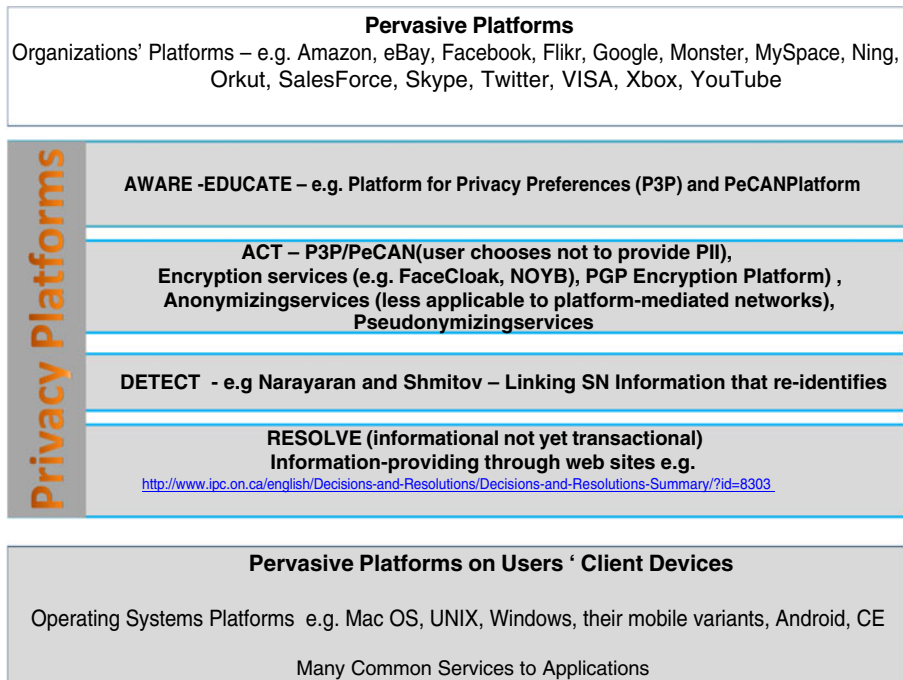 Pervasive Platforms
Organizations’ Platforms – e.g. Amazon, eBay, Facebook, Flikr, Google, Monster, MySpace, Ning,
Orkut, SalesForce, Skype, Twitter, VISA, Xbox, YouTube
Privacy Platforms
AWARE -EDUCATE – e.g. Platform for Privacy Preferences (P3P) and PeCANPlatform
ACT – P3P/PeCAN(user chooses not to provide PII),
Encryption services (e.g. FaceCloak, NOYB), PGP Encryption Platform) ,
Anonymizingservices (less applicable to platform-mediated networks),
Pseudonymizingservices
DETECT - e.g Narayaran and Shmitov – Linking SN Information that re-identifies
RESOLVE (informational not yet transactional)
Information-providing through web sites e.g.
http://www.ipc.on.ca/english/Decisions-and-Resolutions/Decisions-and-Resolutions-Summary/?id=8303
Pervasive Platforms on Users ‘ Client Devices
Operating Systems Platforms e.g. Mac OS, UNIX, Windows, their mobile variants, Android, CE
Many Common Services to Applications